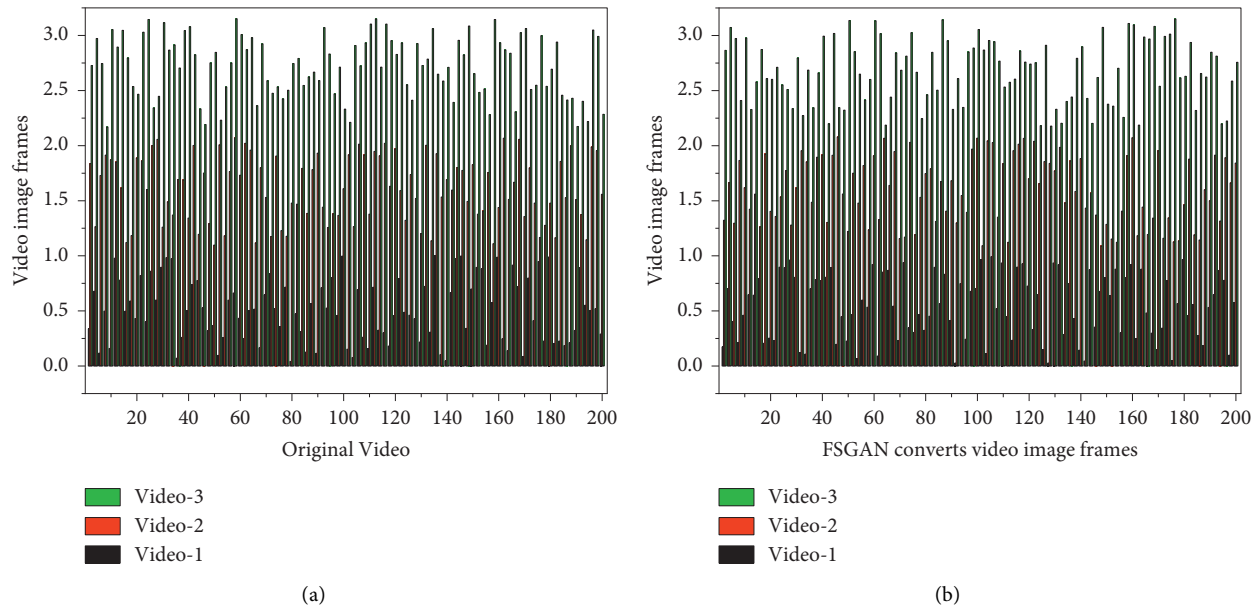 3.0
2.5
2.0
1.5
1.0
0.5
0.0
Video image frames
20 40 60 80 100 120 140 160 180 200
Original Video
Video-3
Video-2
Video-1
(a)
3.0
2.5
2.0
1.5
1.0
0.5
0.0
Video image frames
20 40 60 80 100 120 140 160 180 200
FSGAN converts video image frames
Video-3
Video-2
Video-1
(b)